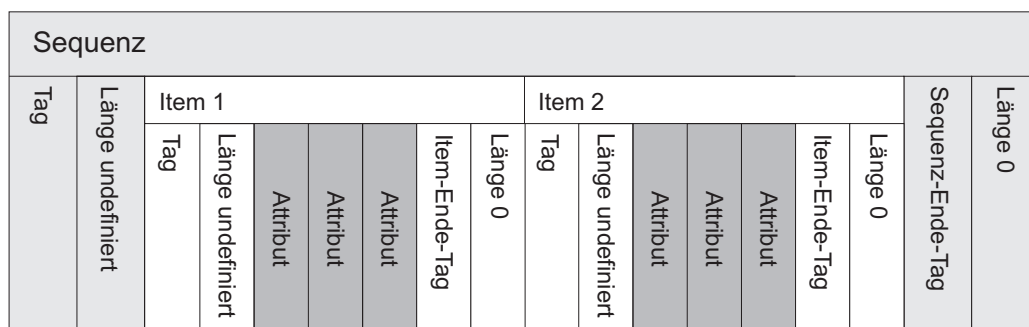 Sequenz
Tag
Länge undefiniert
Item 1
Tag
Länge undefiniert
Attribut
Attribut
Attribut
Item-Ende-Tag
Länge 0
Item 2
Tag
Länge undefiniert
Attribut
Attribut
Attribut
Item-Ende-Tag
Länge 0
Sequenz-Ende-Tag
Länge 0